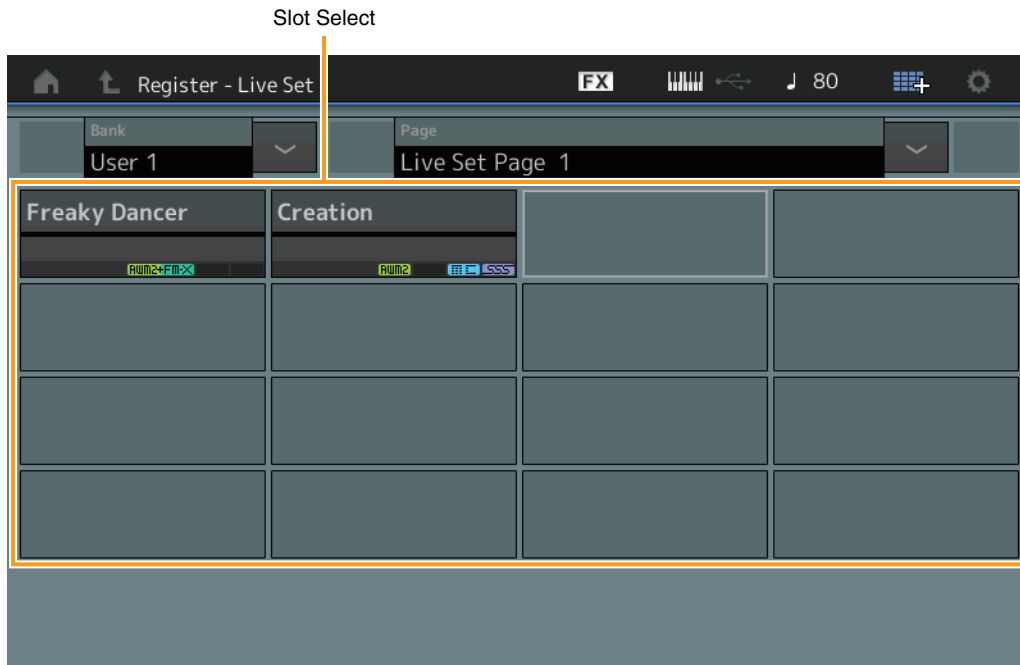 Slot Select
Register - Live Set
FX
80
Bank
User 1
Page
Live Set Page 1
Freaky Dancer
Creation
AWM2+FM-X
AWM2
SSS